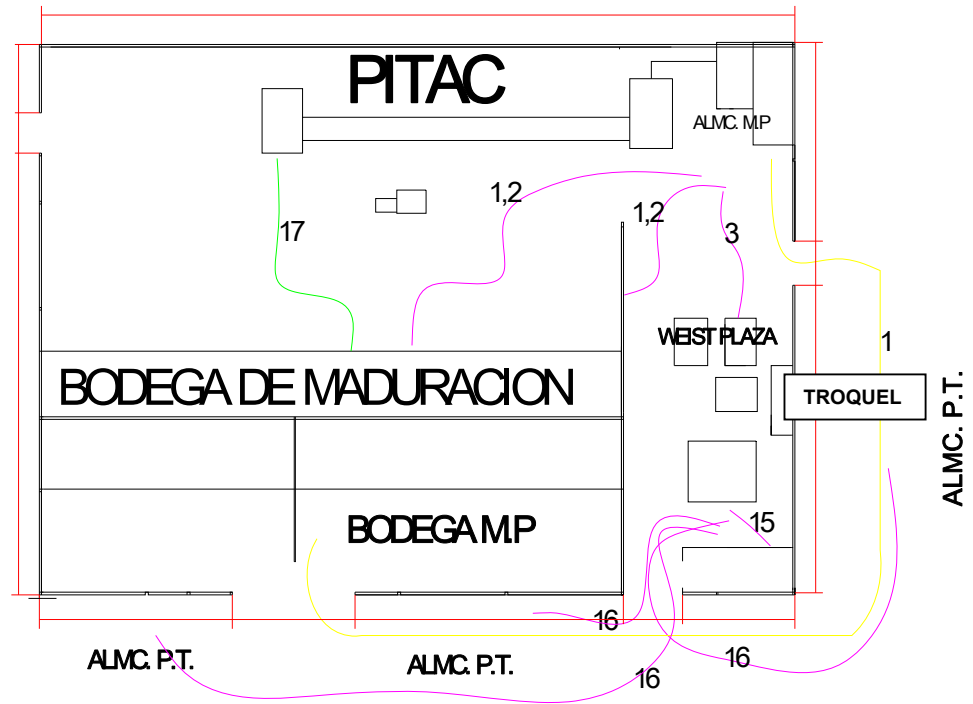 PITAC
ALMC. M.P
1,2
1,2
17
3
WEIST PLAZA
1
BODEGA DE MADURACION
TROQUEL
ALMC. P.T.
BODEGA M.P
15
16
ALMC. P.T.
ALMC. P.T.
16
16